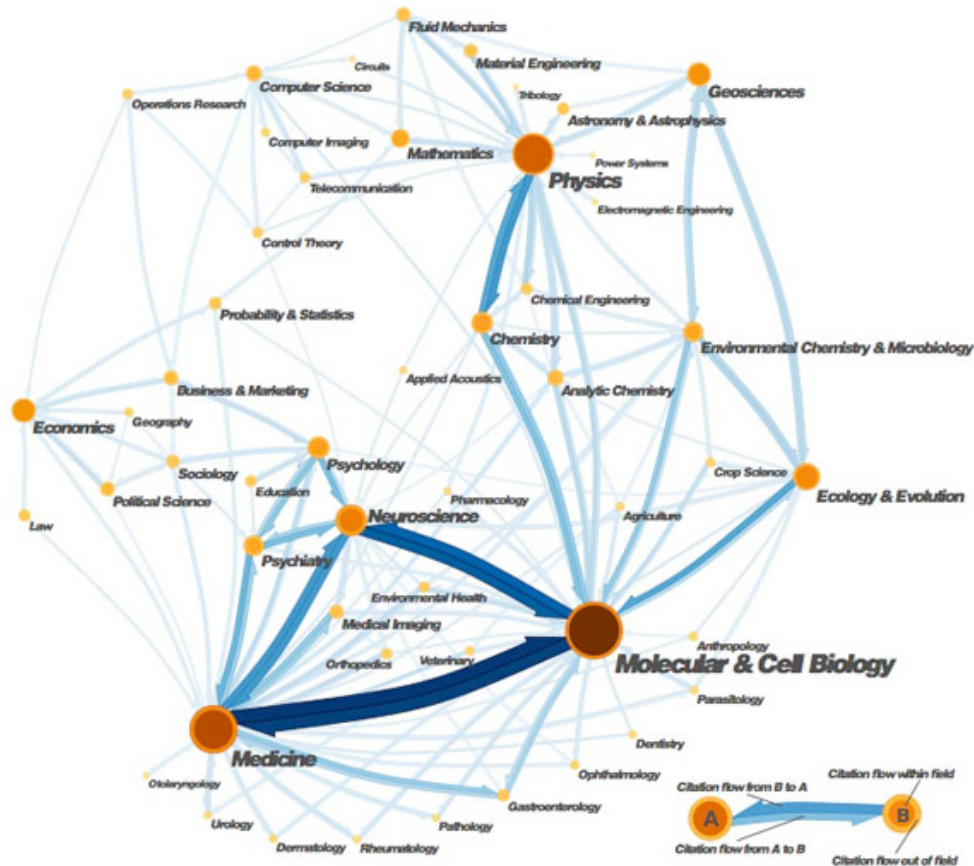 Fluid Mechanics
Material Engineering
Circuits
Computer Science
Geosciences
Tribology
Operations Research
Astronomy & Astrophysics
Computer Imaging
Mathematics
Power Systems
Physics
Telecommunication
Electromagnetic Engineering
Control Theory
Chemical Engineering
Probability & Statistics
Chemistry
Environmental Chemistry & Microbiology
Applied Acoustics
Analytic Chemistry
Business & Marketing
Geography
Economics
Psychology
Sociology
Crop Science
Education
Political Science
Ecology & Evolution
Pharmacology
Neuroscience
Agriculture
Law
Psychiatry
Environmental Health
Medical Imaging
Anthropology
Orthopedics
Veterinary
Molecular & Cell Biology
Parasitology
Medicine
Dentistry
Ophthalmology
Otolaryngology
Gastroenterology
Urology
Pathology
Dermatology
Rheumatology
Citation flow from B to A
Citation flow within field
A
B
Citation flow from A to B
Citation flow out of field